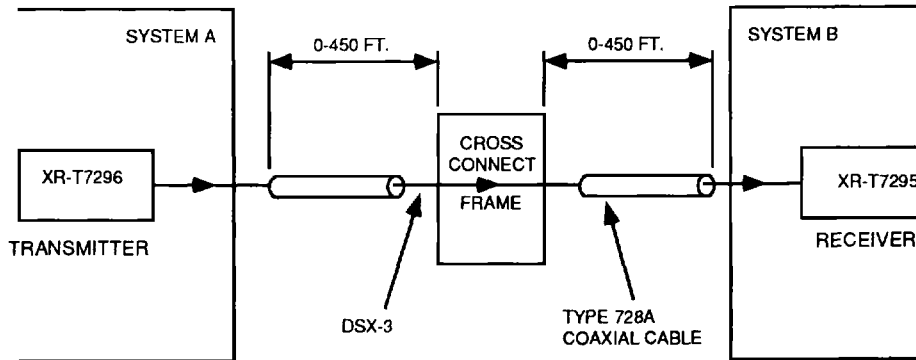 SYSTEM A
0-450 FT.
0-450 FT.
SYSTEM B
XR-T7296
CROSS
CONNECT
FRAME
XR-T7295
TRANSMITTER
RECEIVER
DSX-3
TYPE 728A
COAXIAL CABLE